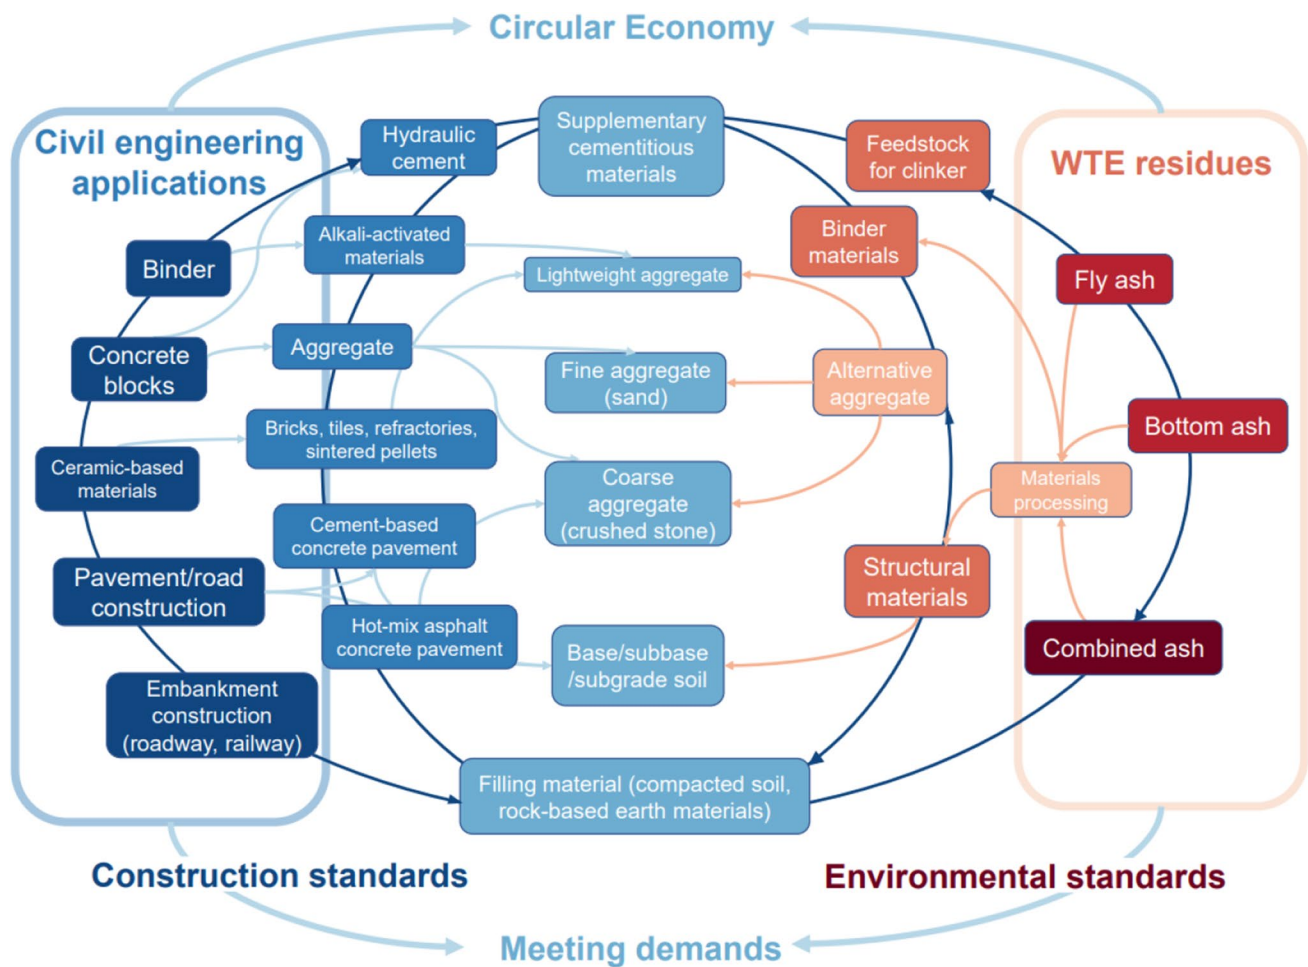 Circular Economy
Civil engineering
applications
Hydraulic
cement
Supplementary
cementitious
materials
Feedstock
for clinker
WTE residues
Binder
Alkali-activated
materials
Lightweight aggregate
Binder
materials
Fly ash
Concrete
blocks
Aggregate
Fine aggregate
(sand)
Alternative
aggregate
Bottom ash
Ceramic-based
materials
Bricks, tiles, refractories,
sintered pellets
Coarse
aggregate
(crushed stone)
Materials
processing
Cement-based
concrete pavement
Pavement/road
construction
Structural
materials
Hot-mix asphalt
concrete pavement
Base/subbase
/subgrade soil
Combined ash
Embankment
construction
(roadway, railway)
Filling material (compacted soil,
rock-based earth materials)
Construction standards
Environmental standards
Meeting demands